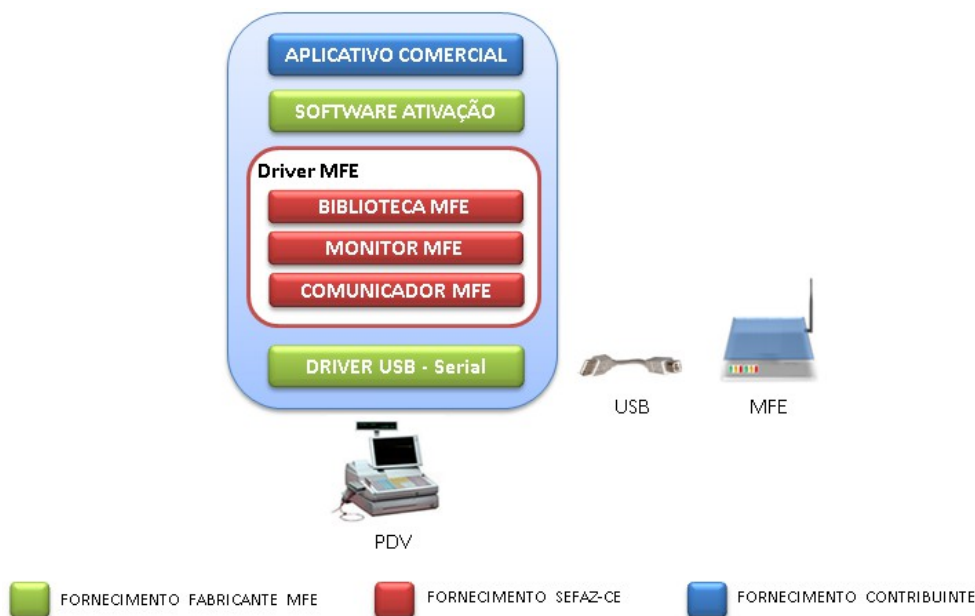 APLICATIVO COMERCIAL
SOFTWARE ATIVAÇÃO
Driver MFE
BIBLIOTECA MFE
MONITOR MFE
COMUNICADOR MFE
DRIVER USB - Serial
USB
MFE
PDV
FORNECIMENTO FABRICANTE MFE
FORNECIMENTO SEFAZ-CE
FORNECIMENTO CONTRIBUINTE